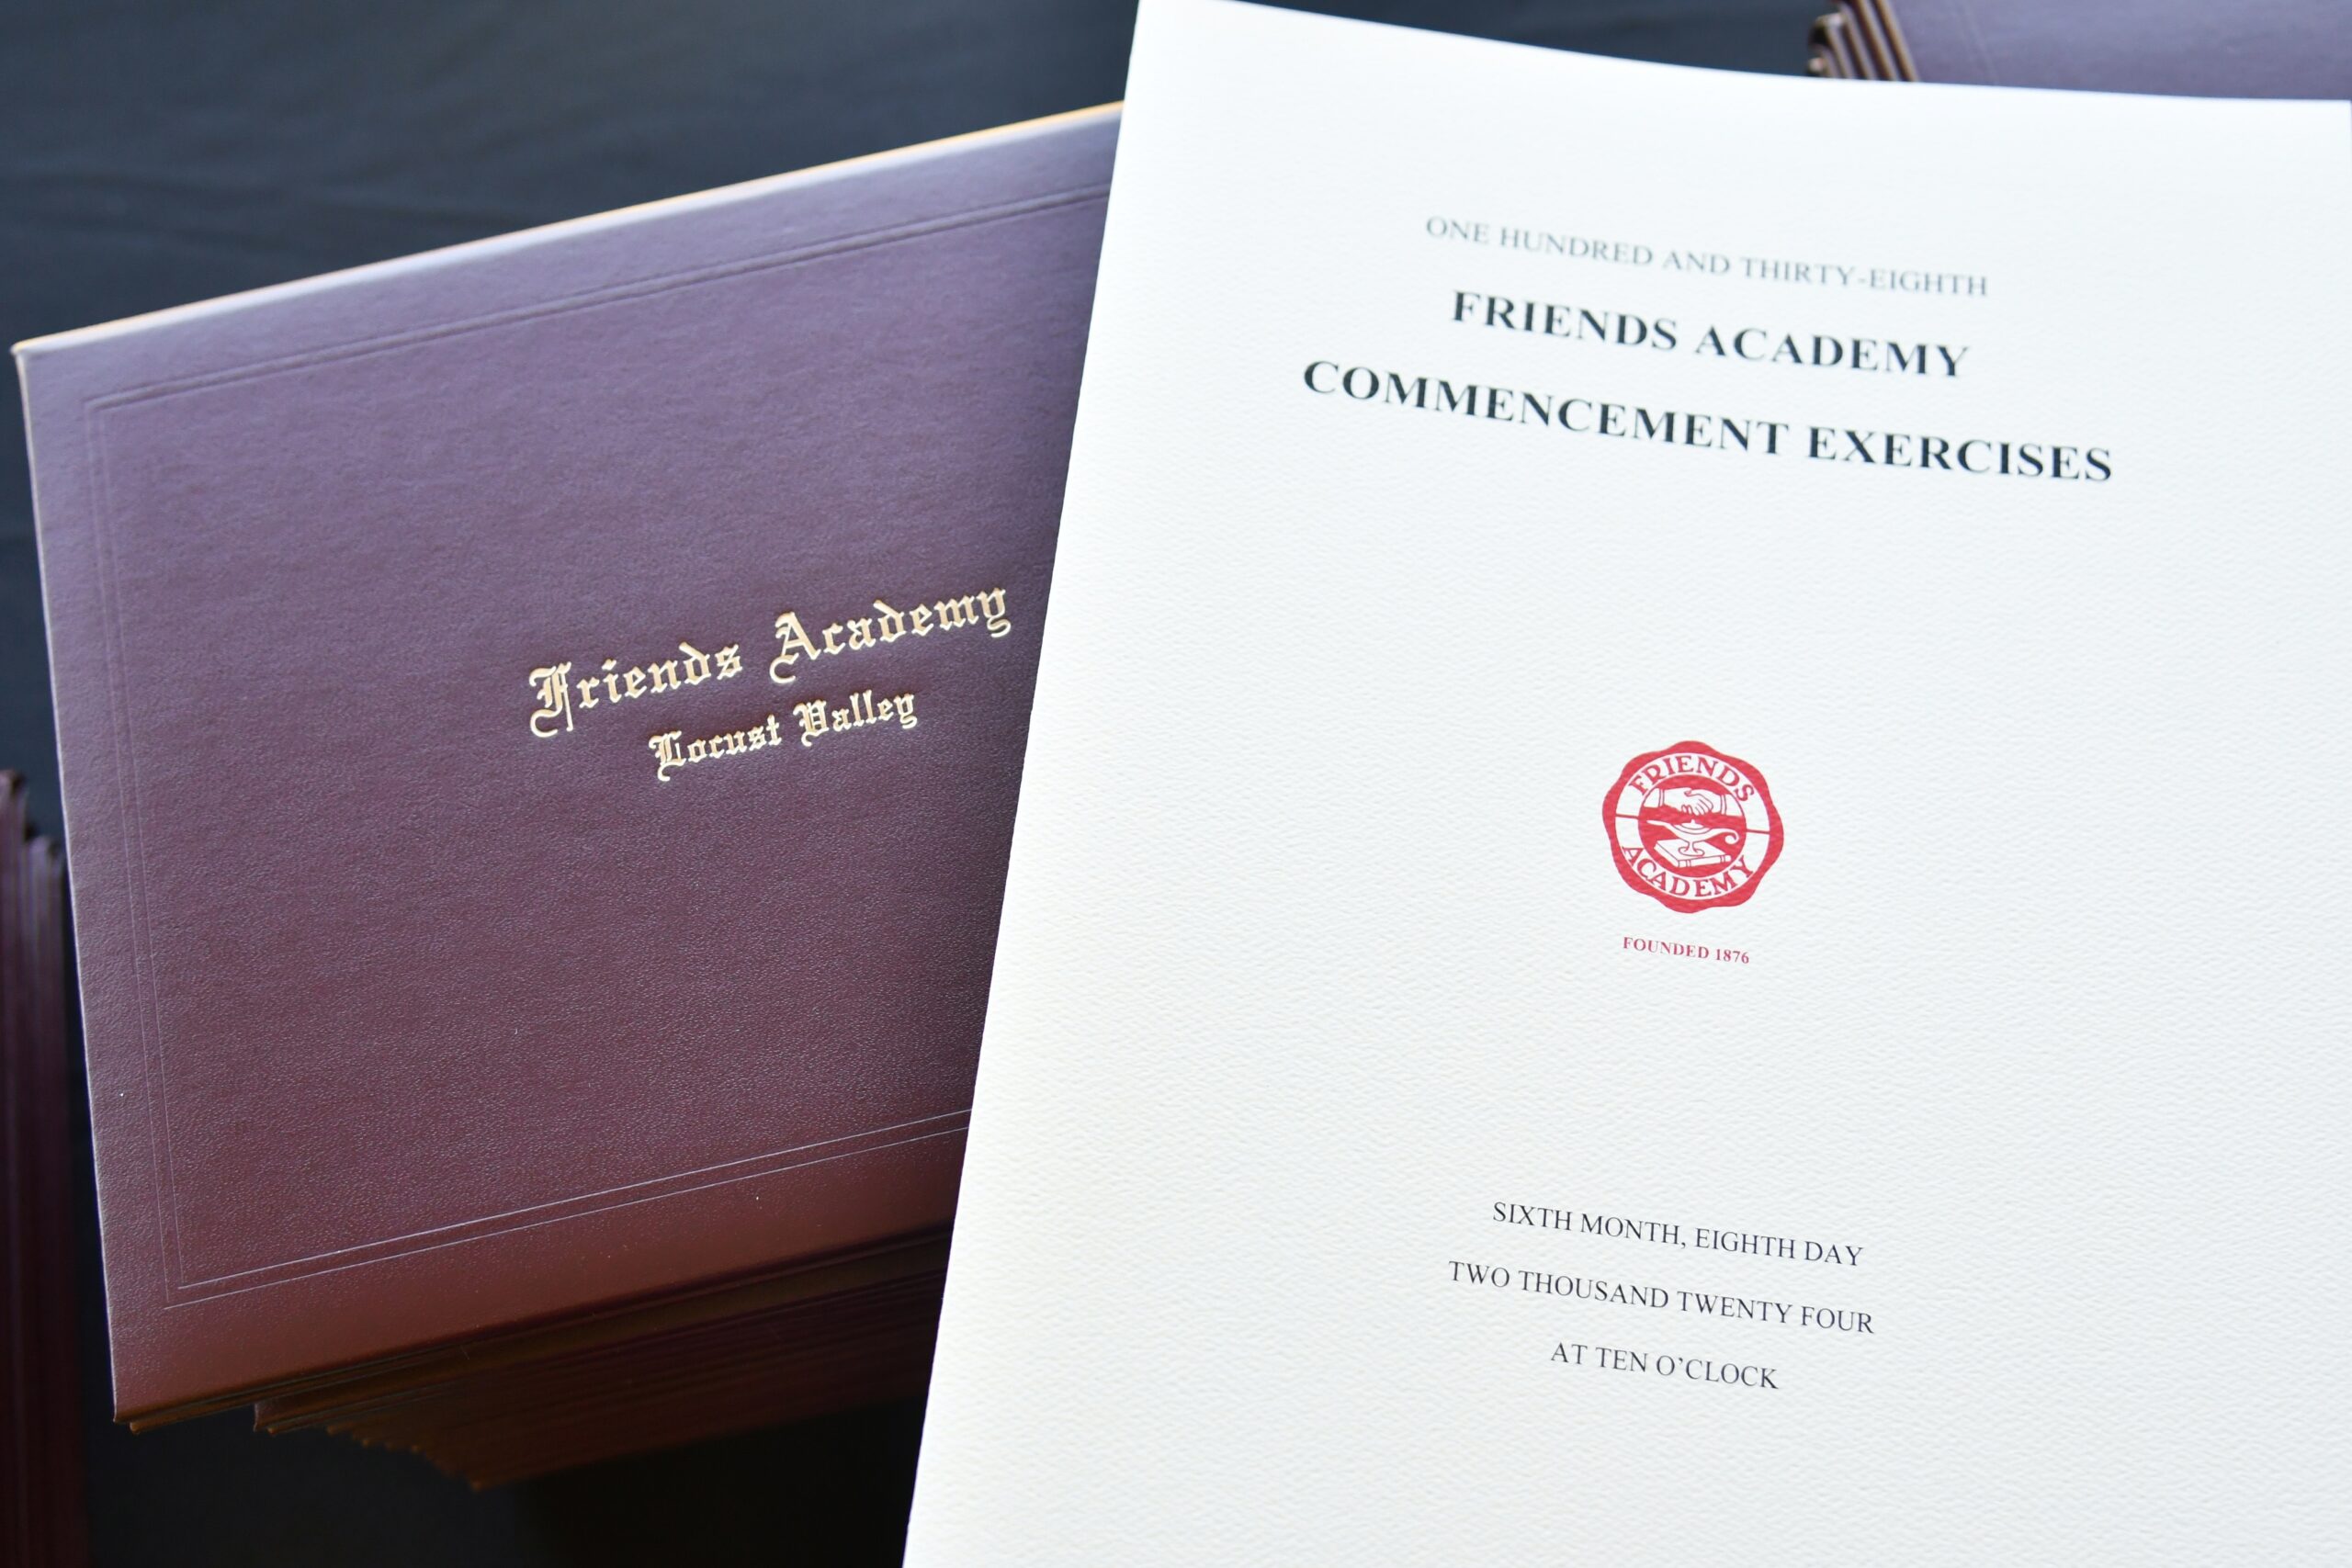 Friends Academy
Locust Valley
ONE HUNDRED AND THIRTY-EIGHTH
FRIENDS ACADEMY
COMMENCEMENT EXERCISES
FRIENDS
ACADEMY
FOUNDED 1876
SIXTH MONTH, EIGHTH DAY
TWO THOUSAND TWENTY FOUR
AT TEN O’CLOCK